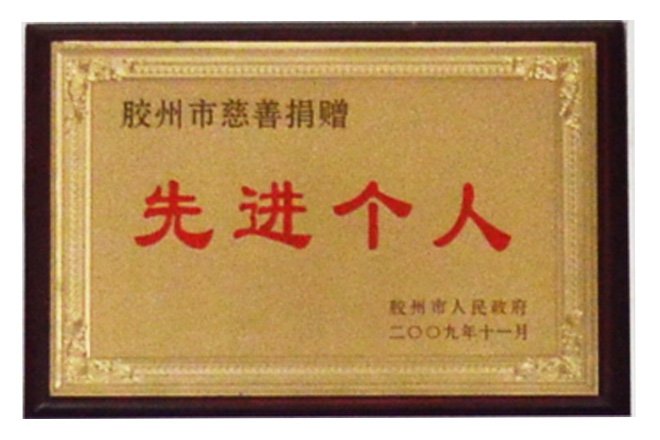 胶州市慈善捐赠
先进个人
胶州市人民政府
二〇〇九年十一月